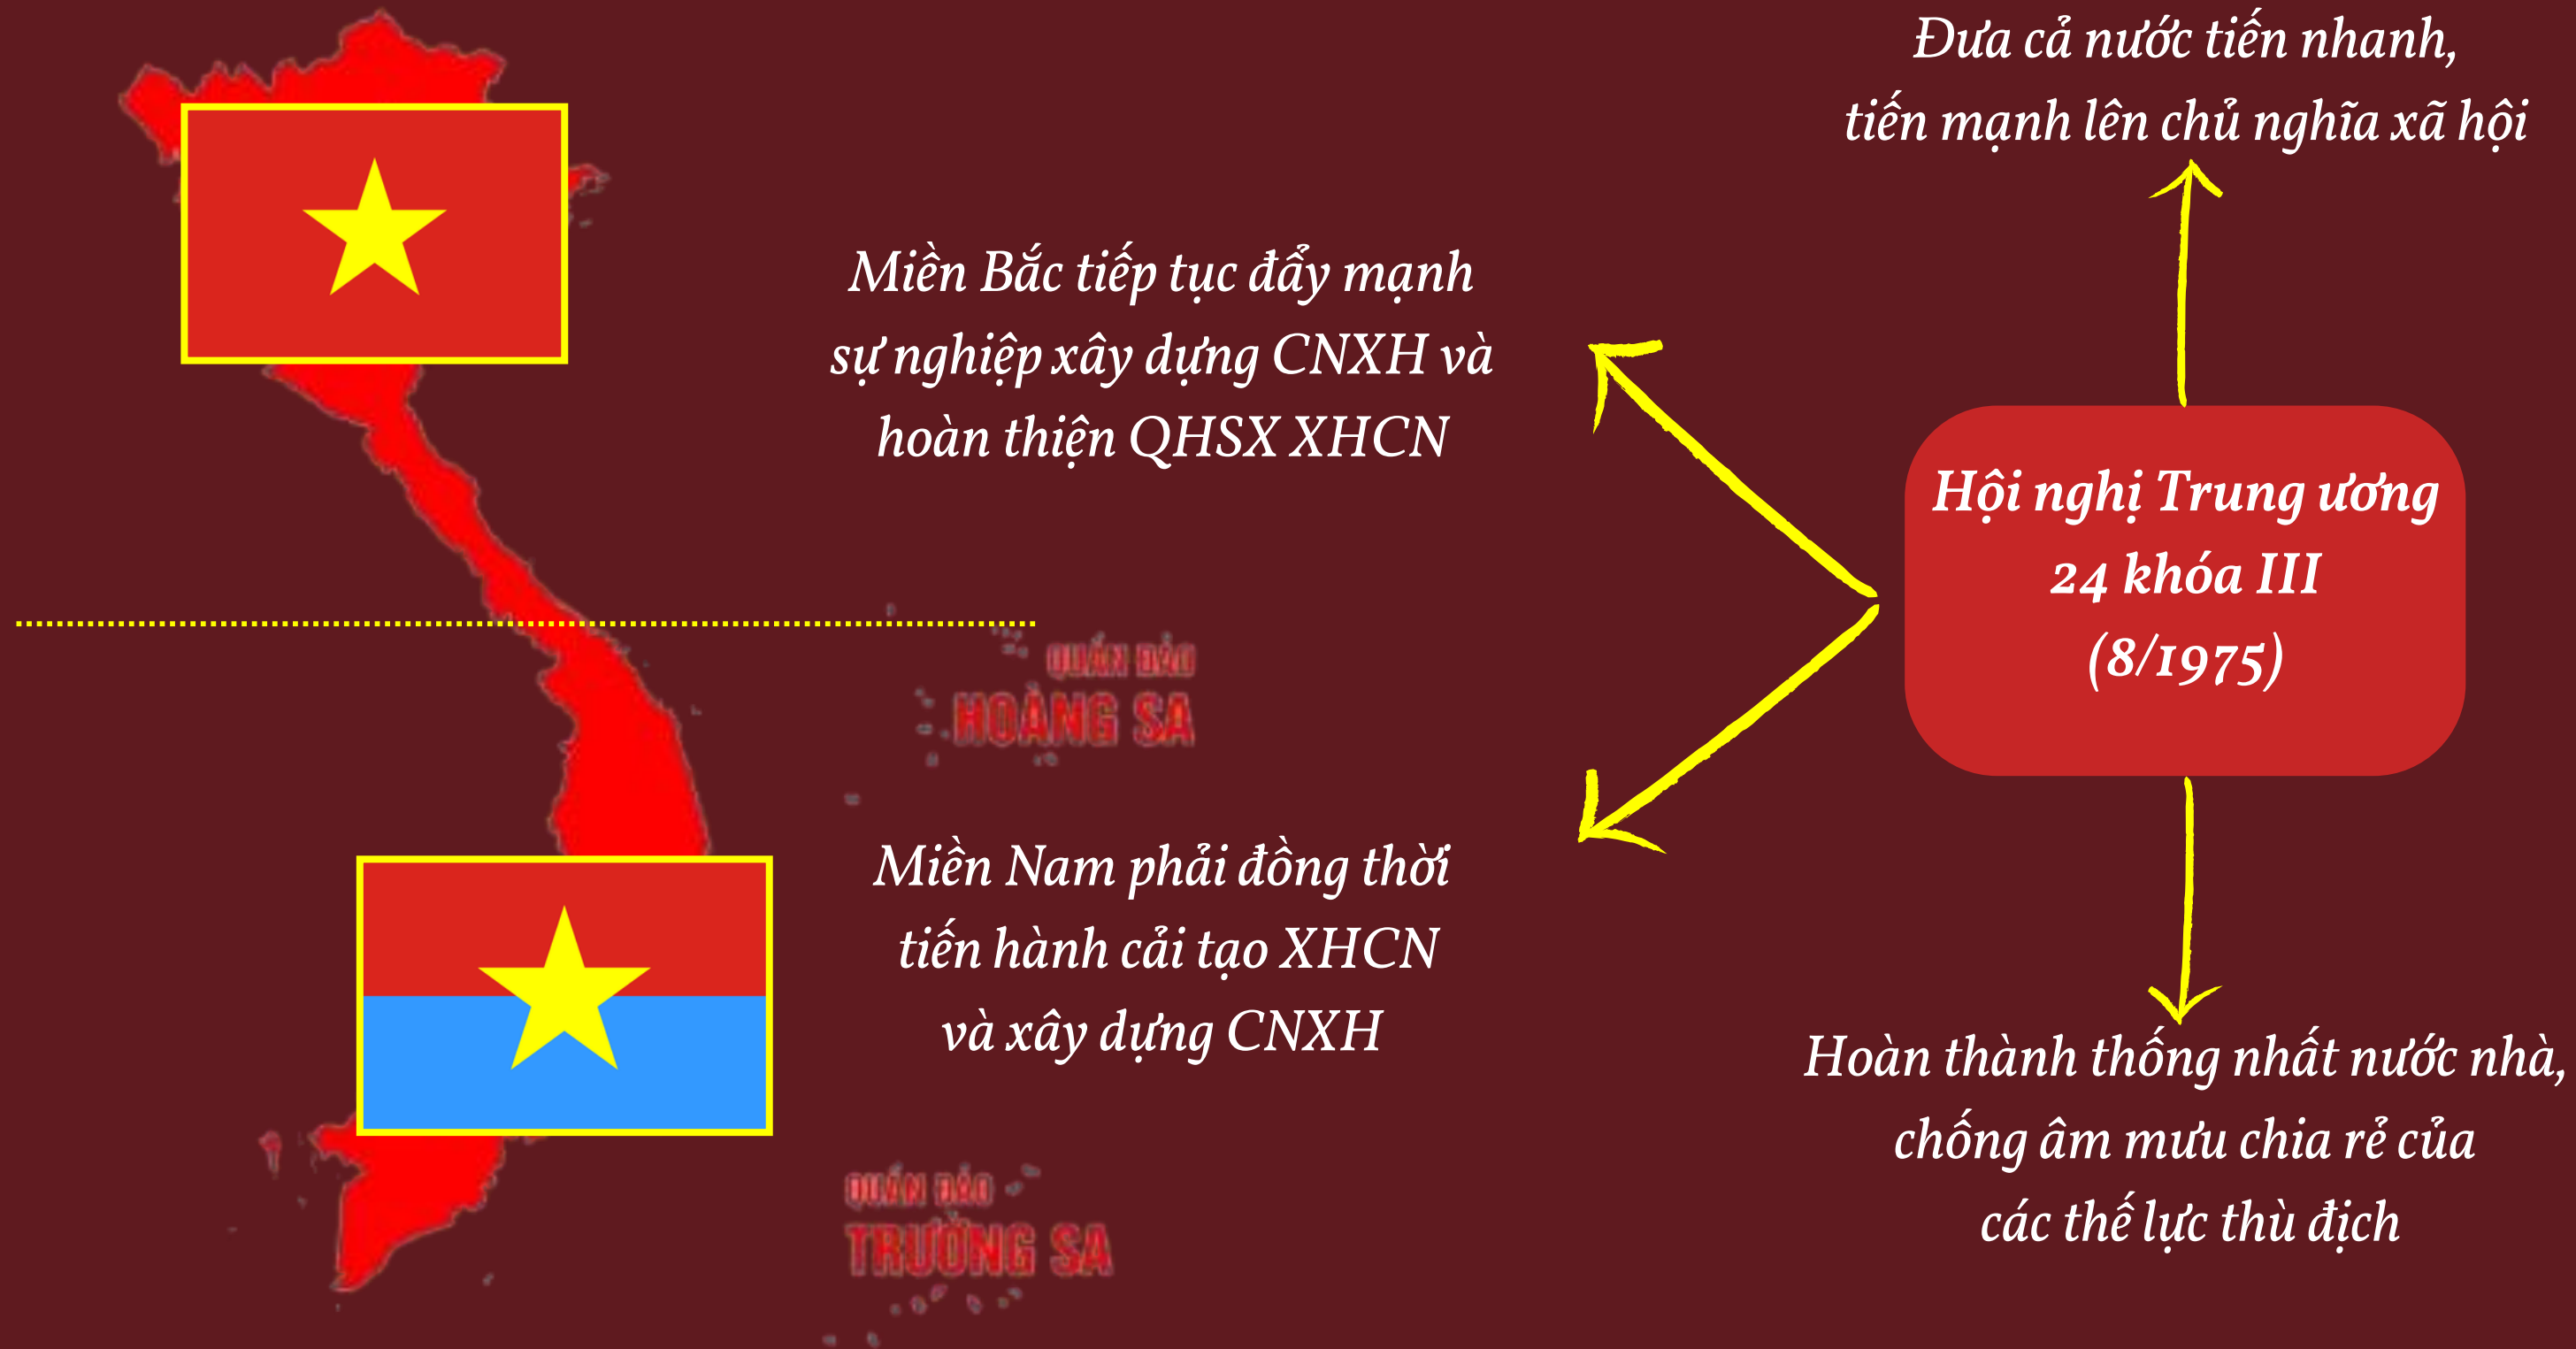 Đưa cả nước tiến nhanh,
tiến mạnh lên chủ nghĩa xã hội
Miền Bắc tiếp tục đẩy mạnh
sự nghiệp xây dựng CNXH và
hoàn thiện QHSX XHCN
Hội nghị Trung ương
24 khóa III
(8/1975)
QUẦN ĐẢO
HOÀNG SA
Miền Nam phải đồng thời
tiến hành cải tạo XHCN
và xây dựng CNXH
Hoàn thành thống nhất nước nhà,
chống âm mưu chia rẻ của
các thế lực thù địch
QUẦN ĐẢO
TRƯỜNG SA